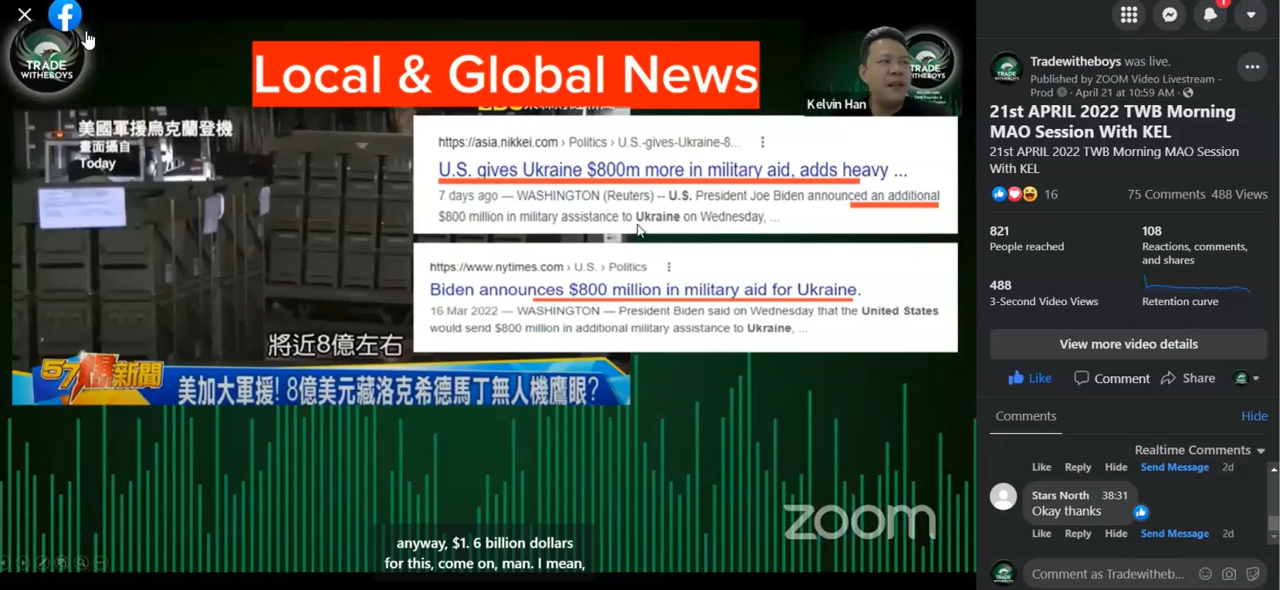 TRADE
WITHEBOYS
Local & Global News
TRADE
WITHEBOYS
Kelvin Han
美國軍援烏克蘭登機
畫面攝自
Today
https://asia.nikkei.com › Politics › U.S.-gives-Ukraine-8...
U.S. gives Ukraine $800m more in military aid, adds heavy ...
7 days ago — WASHINGTON (Reuters) -- U.S. President Joe Biden announced an additional
$800 million in military assistance to Ukraine on Wednesday, ...
https://www.nytimes.com › U.S. › Politics
Biden announces $800 million in military aid for Ukraine.
16 Mar 2022 — WASHINGTON — President Biden said on Wednesday that the United States
would send $800 million in additional military assistance to Ukraine, ...
將近8億左右
57爆新聞
美加大軍援! 8億美元藏洛克希德馬丁無人機鷹眼?
zoom
anyway, $1. 6 billion dollars
for this, come on, man. I mean,
1
TRADE
WITHEBOYS
Tradewitheboys was live.
Published by ZOOM Video Livestream -
Prod · April 21 at 10:59 AM ·
21st APRIL 2022 TWB Morning
MAO Session With KEL
21st APRIL 2022 TWB Morning MAO Session
With KEL
16 75 Comments 488 Views
821 108
People reached Reactions, comments,
and shares
488
3-Second Video Views Retention curve
View more video details
Like Comment Share
Comments Hide
Realtime Comments
Like Reply Hide Send Message 2d
Stars North · 38:31
Okay thanks
Like Reply Hide Send Message 2d
Comment as Tradewitheb...